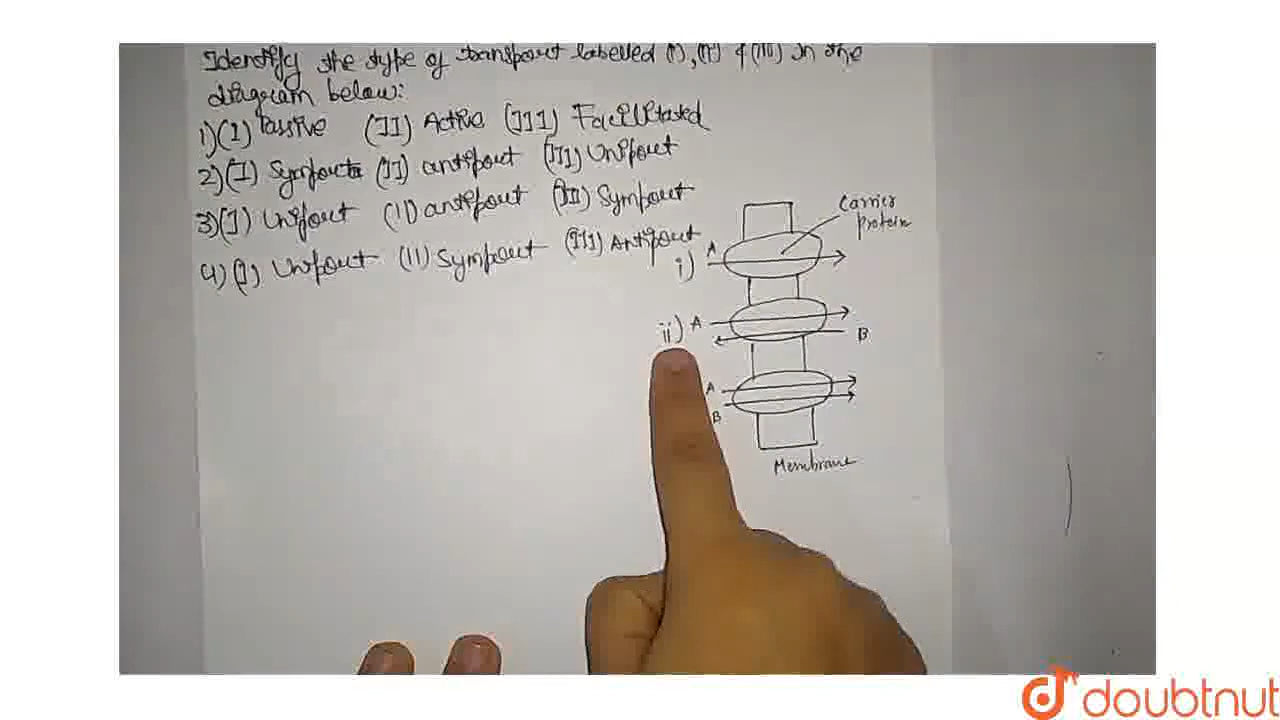 Identify the type of transport labelled (I), (II) & (III) in the
diagram below:
1) (I) Passive (II) Active (III) Facilitated
2) (I) Symport (II) antiport (III) Uniport
3) (I) Uniport (II) antiport (III) Symport
4) (I) Uniport (II) Symport (III) Antiport
Carrier
protein
i) A
ii) A
B
A
B
Membrane
doubtnut